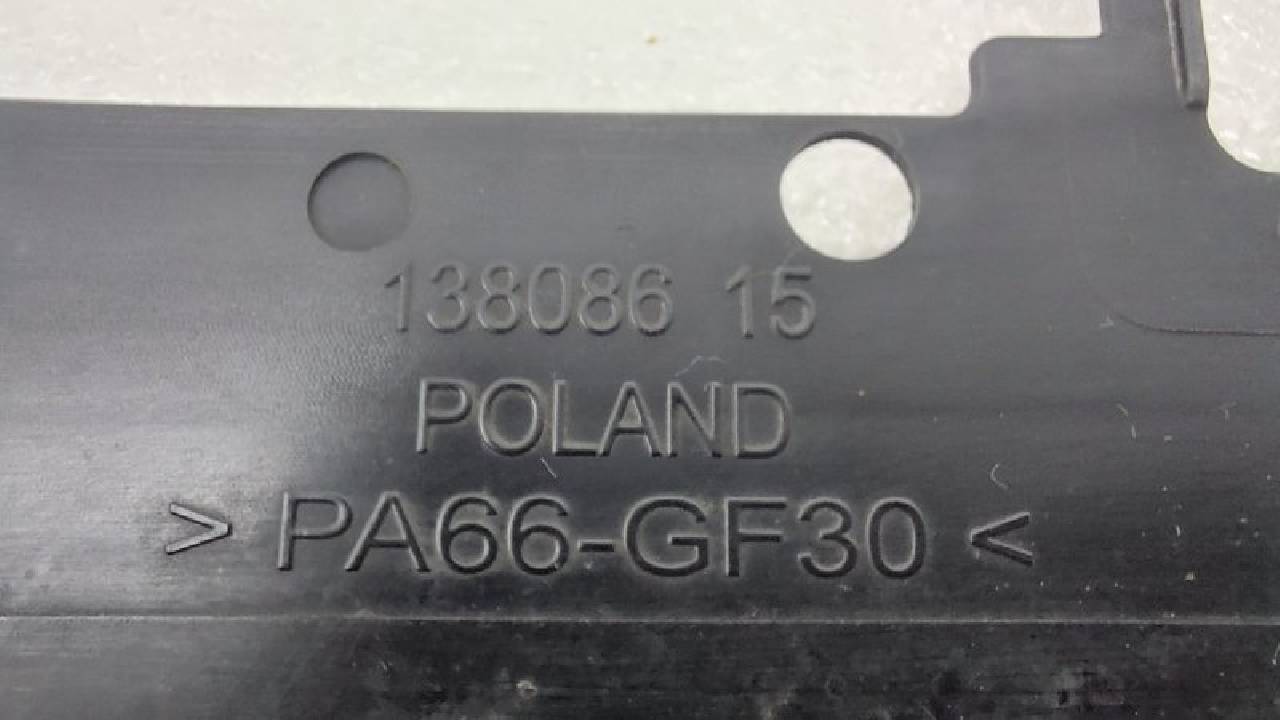 138086 15
POLAND
> PA66-GF30 <